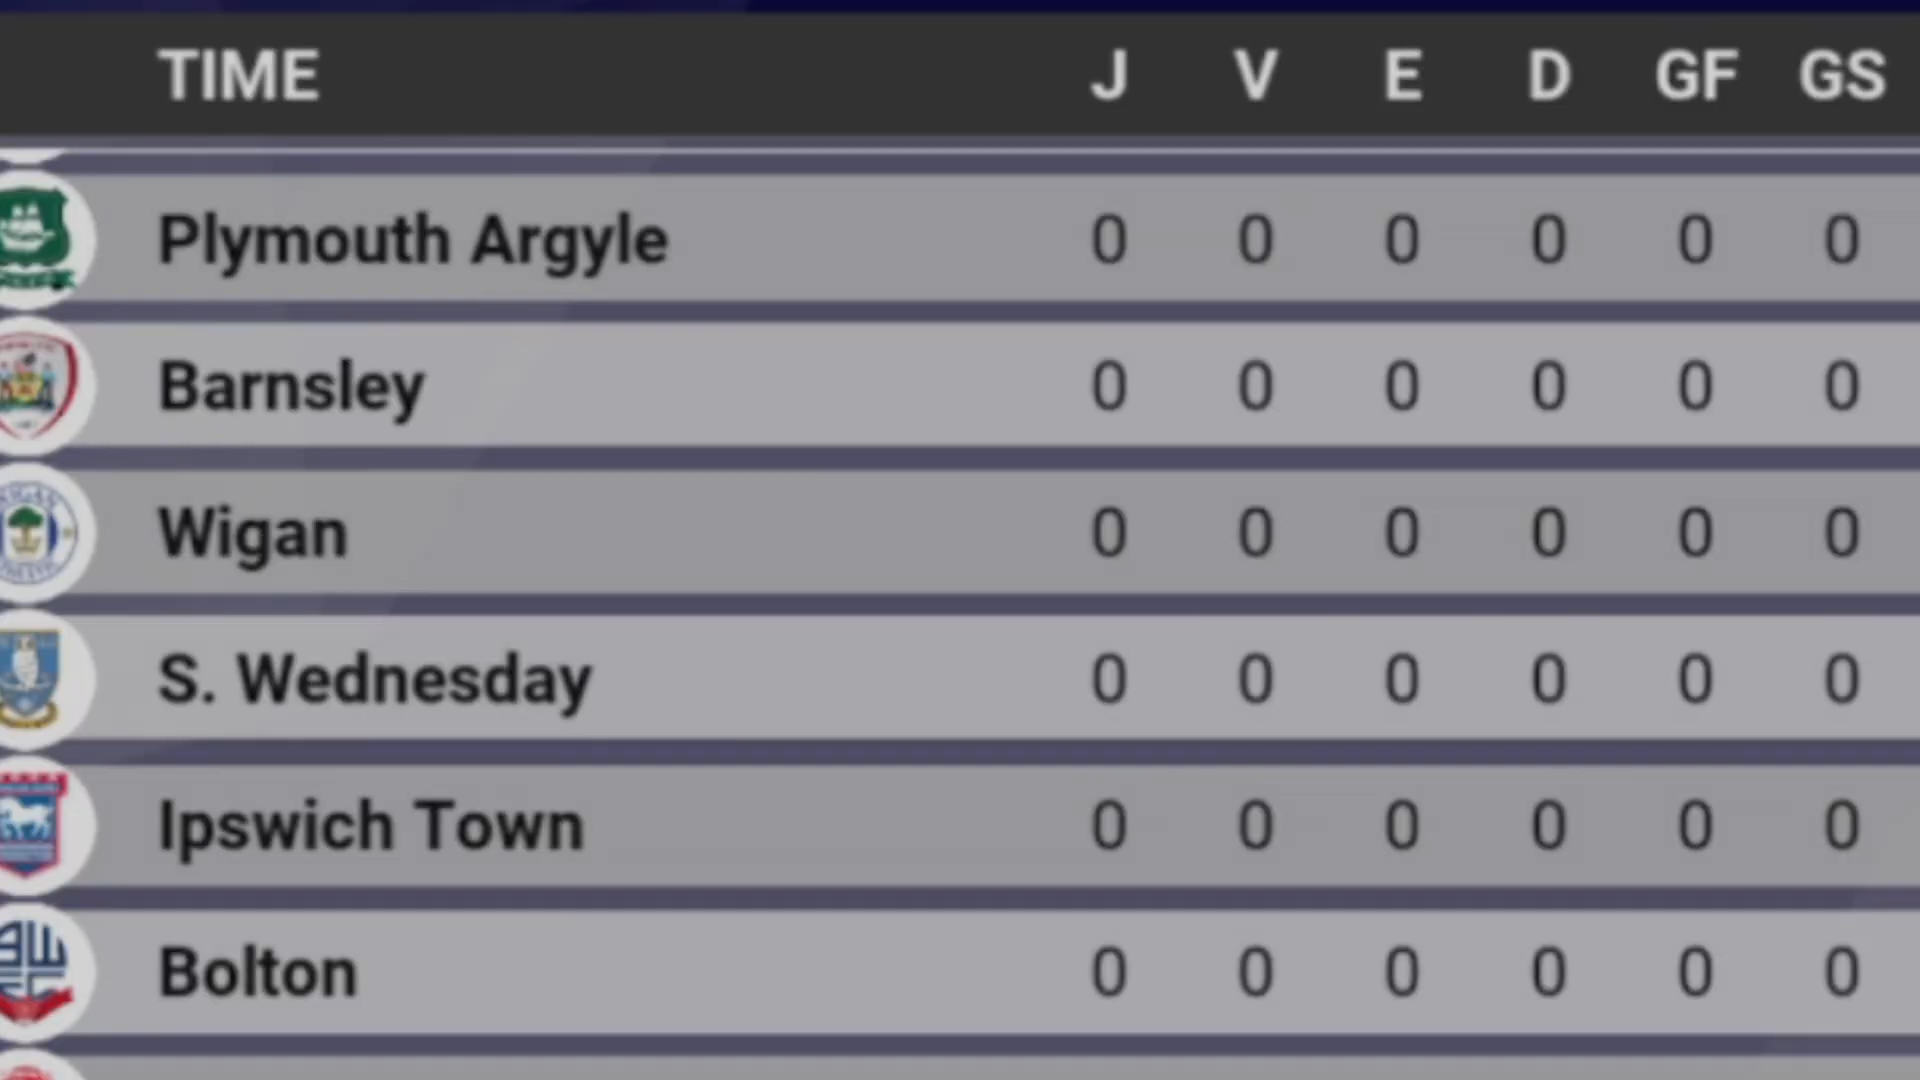 TIME J V E D GF GS
Plymouth Argyle 0 0 0 0 0 0
Barnsley 0 0 0 0 0 0
Wigan 0 0 0 0 0 0
S. Wednesday 0 0 0 0 0 0
Ipswich Town 0 0 0 0 0 0
Bolton 0 0 0 0 0 0